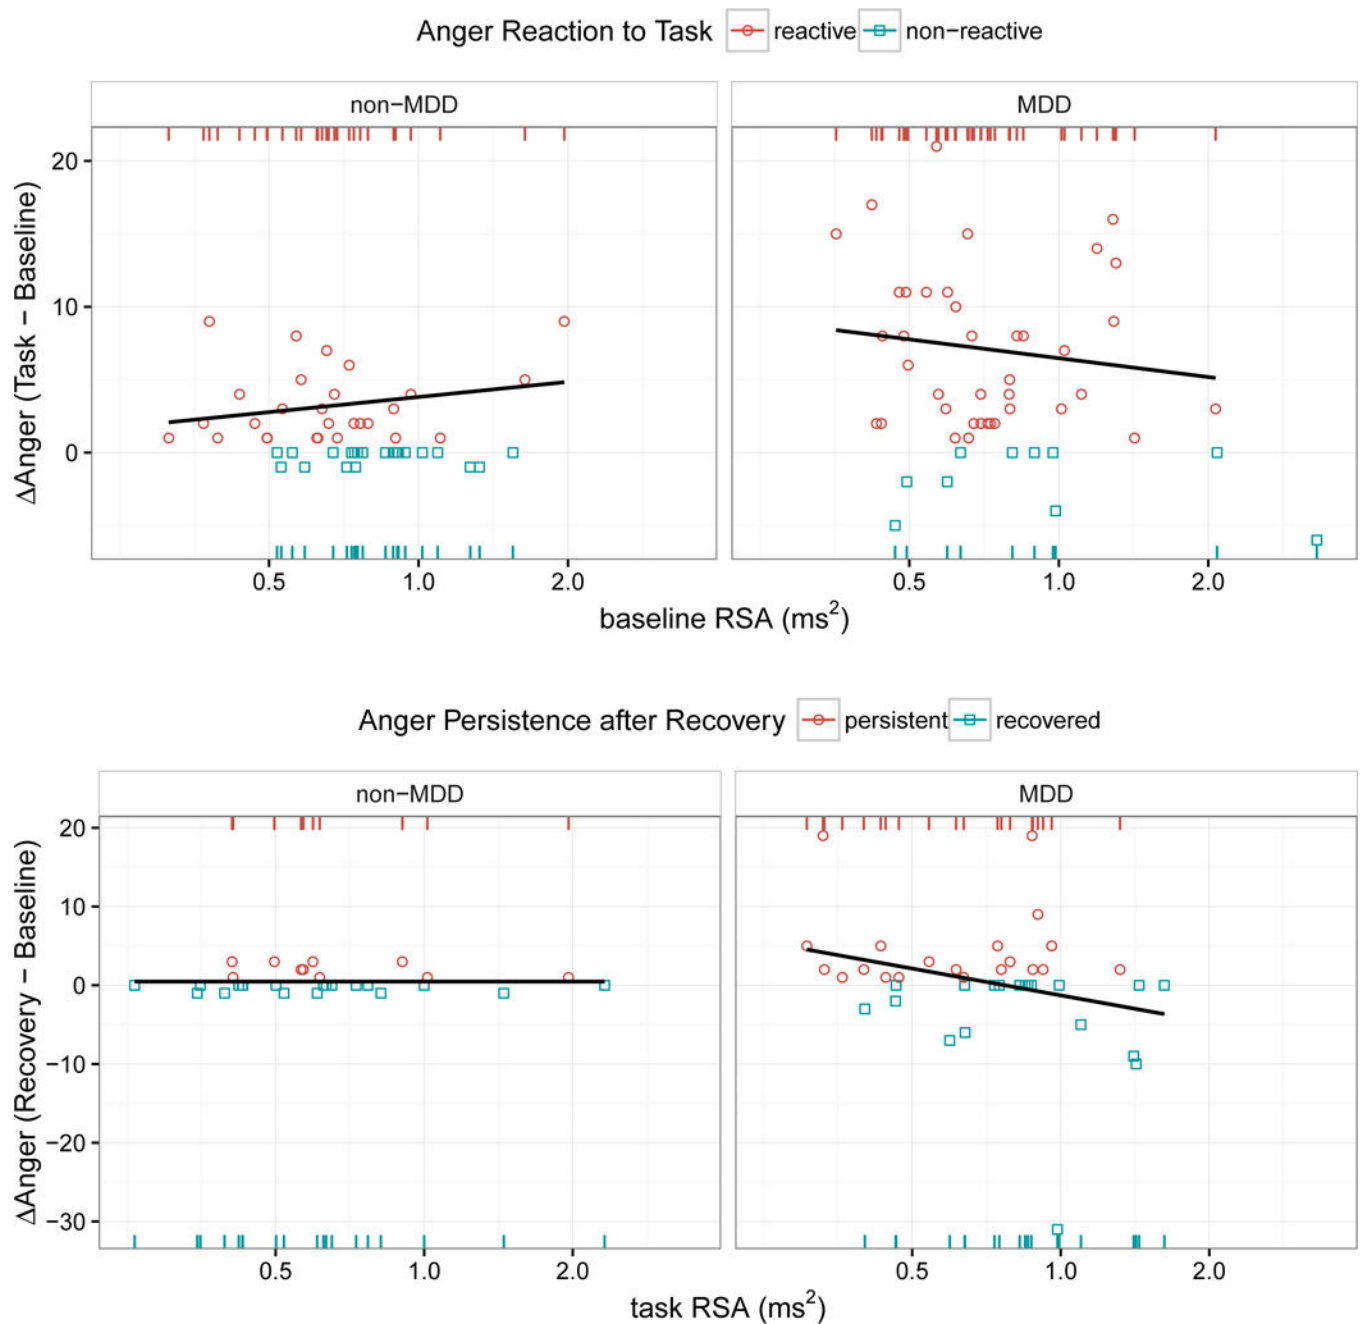 Anger Reaction to Task reactive non−reactive
non−MDD MDD
20
10
0
ΔAnger (Task − Baseline)
0.5 1.0 2.0 0.5 1.0 2.0
baseline RSA (ms²)
Anger Persistence after Recovery persistent recovered
non−MDD MDD
20
10
0
−10
−20
−30
ΔAnger (Recovery − Baseline)
0.5 1.0 2.0 0.5 1.0 2.0
task RSA (ms²)